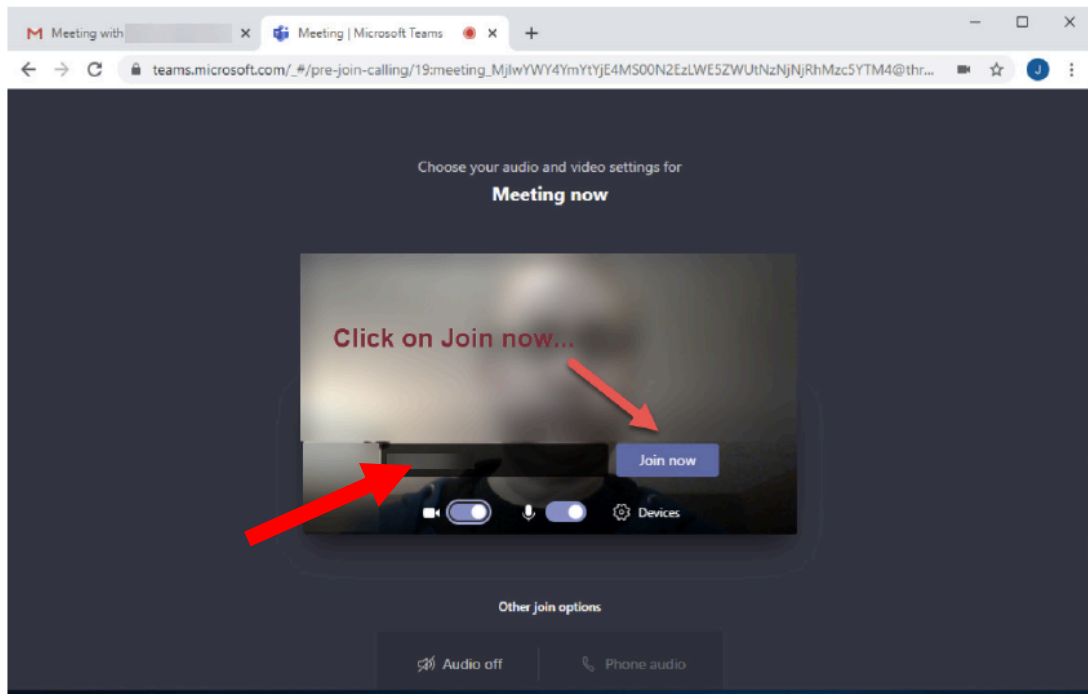 Meeting with
Meeting | Microsoft Teams
teams.microsoft.com/_#/pre-join-calling/19:meeting_MjIwYWY4YmYtYjE4MS00N2EzLWE5ZWUtNzNjNjRhMzc5YTM4@thr...
J
Choose your audio and video settings for
Meeting now
Click on Join now...
Join now
Devices
Other join options
Audio off
Phone audio